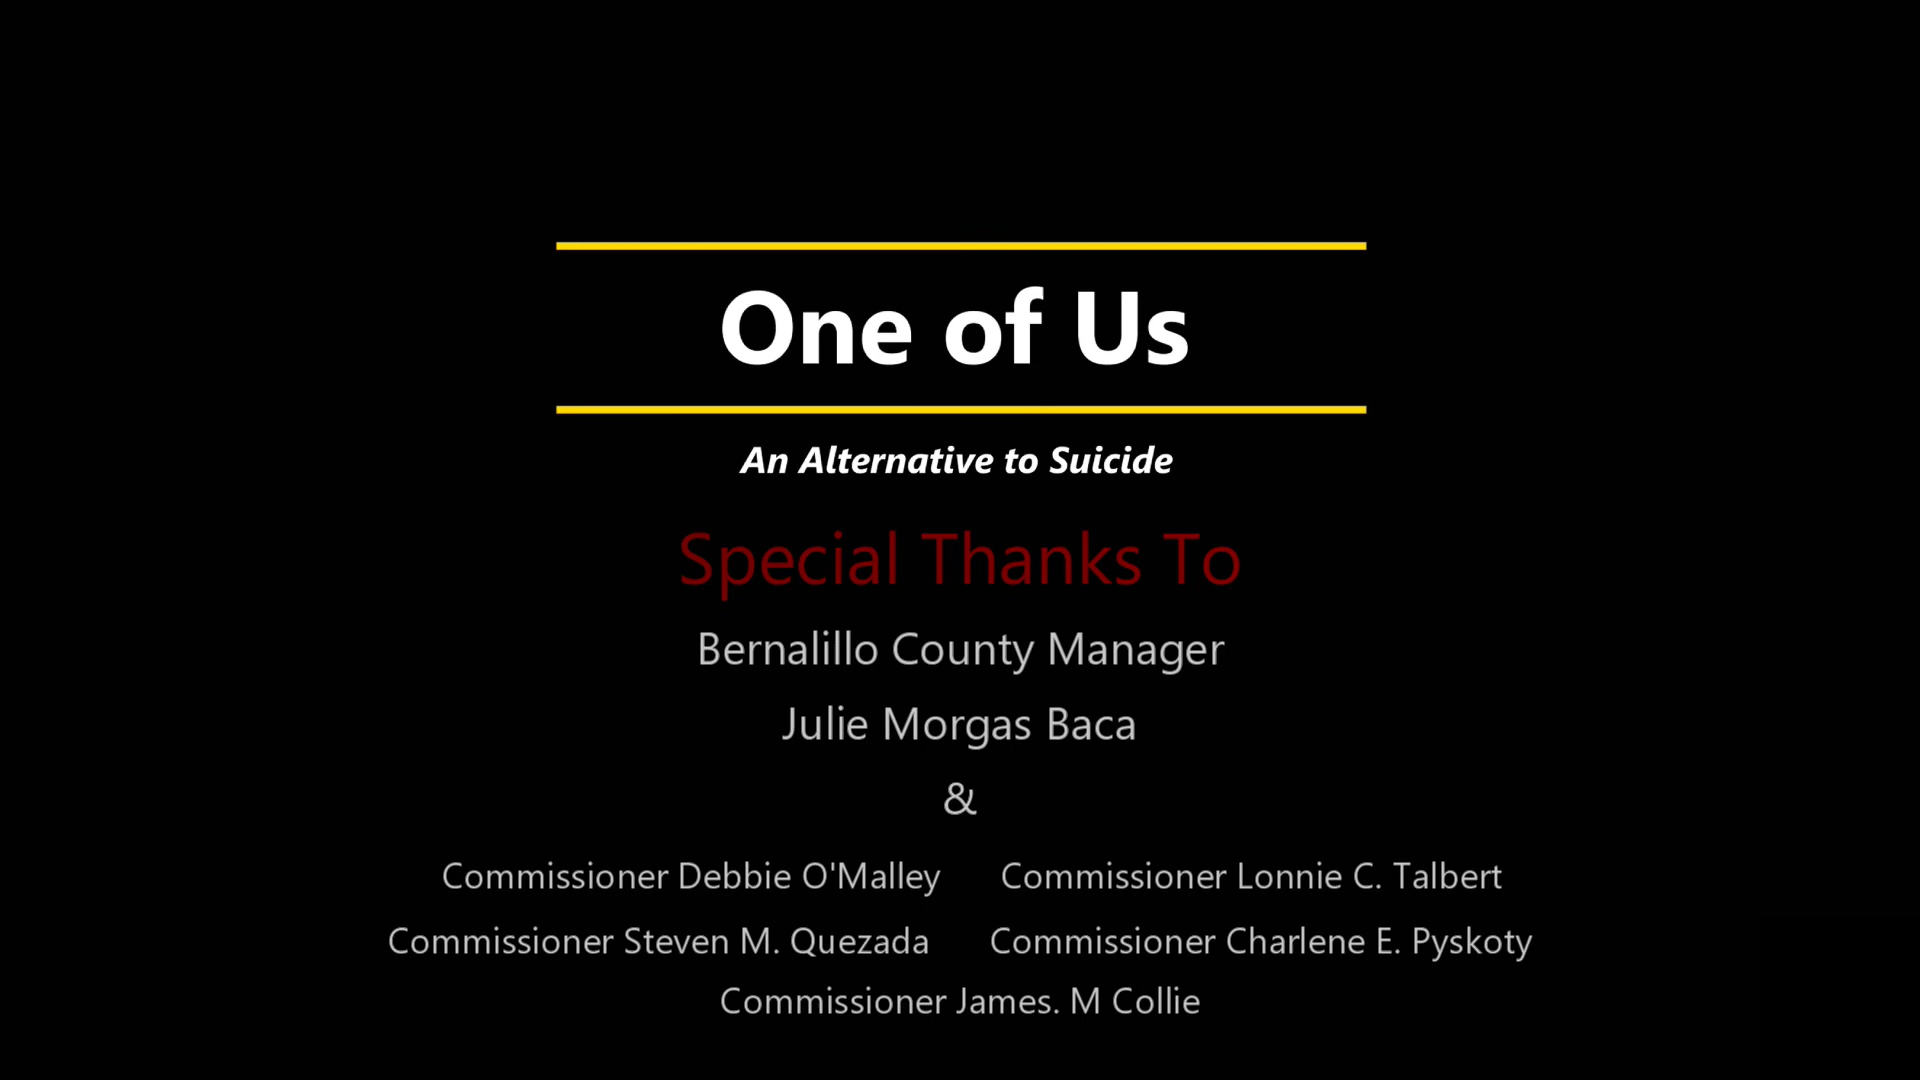 One of Us
An Alternative to Suicide
Special Thanks To
Bernalillo County Manager
Julie Morgas Baca
&
Commissioner Debbie O'Malley Commissioner Lonnie C. Talbert
Commissioner Steven M. Quezada Commissioner Charlene E. Pyskoty
Commissioner James. M Collie